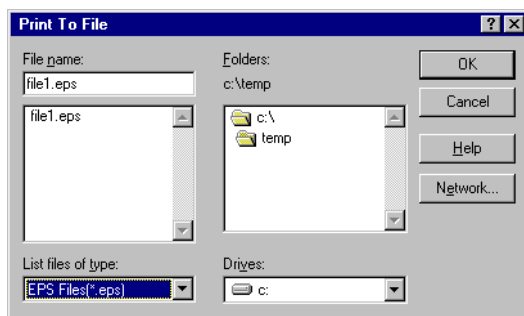 Print To File
File name:
file1.eps
file1.eps
List files of type:
EPS Files(*.eps)
Folders:
c:\temp
c:\
temp
Drives:
c:
OK
Cancel
Help
Network...